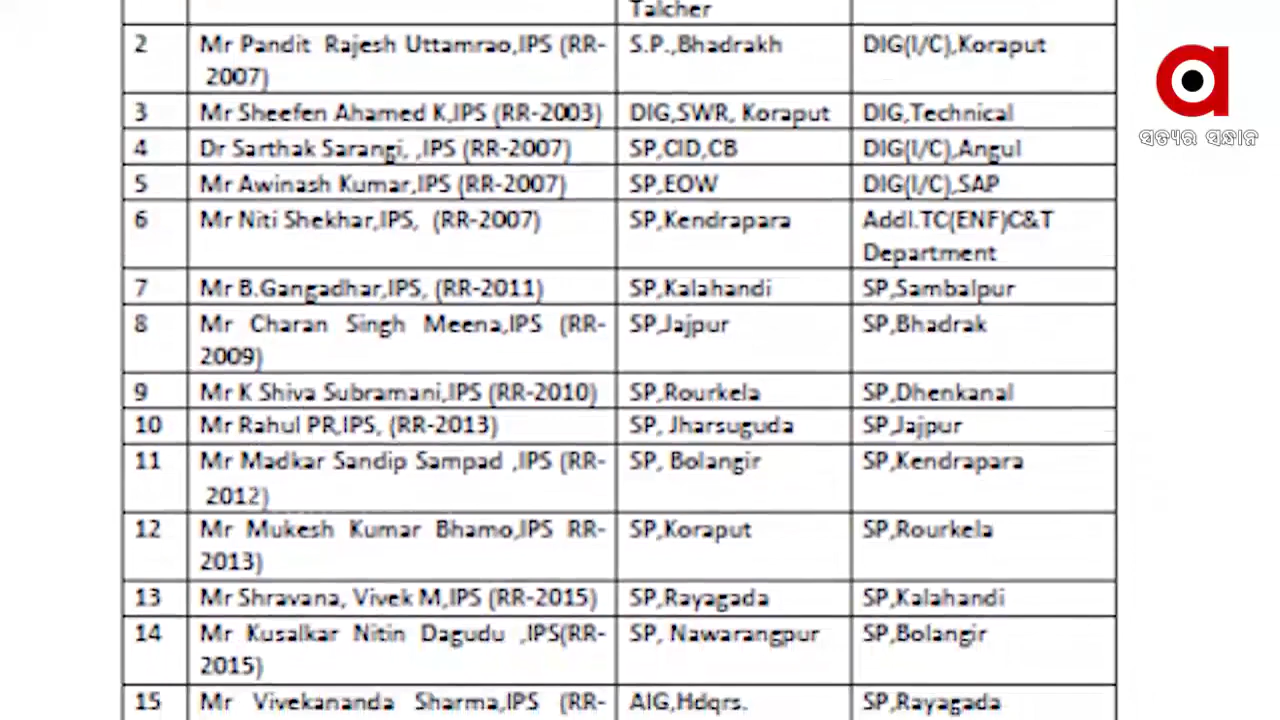 Talcher
2 Mr Pandit Rajesh Uttamrao,IPS (RR- S.P.,Bhadrakh DIG(I/C),Koraput
2007)
3 Mr Sheefen Ahamed K,IPS (RR-2003) DIG,SWR, Koraput DIG,Technical
4 Dr Sarthak Sarangi, ,IPS (RR-2007) SP,CID,CB DIG(I/C),Angul
5 Mr Awinash Kumar,IPS (RR-2007) SP,EOW DIG(I/C),SAP
6 Mr Niti Shekhar,IPS, (RR-2007) SP,Kendrapara Addl.TC(ENF)C&T
Department
7 Mr B.Gangadhar,IPS, (RR-2011) SP,Kalahandi SP,Sambalpur
8 Mr Charan Singh Meena,IPS (RR- SP,Jajpur SP,Bhadrak
2009)
9 Mr K Shiva Subramani,IPS (RR-2010) SP,Rourkela SP,Dhenkanal
10 Mr Rahul PR,IPS, (RR-2013) SP, Jharsuguda SP,Jajpur
11 Mr Madkar Sandip Sampad ,IPS (RR- SP, Bolangir SP,Kendrapara
2012)
12 Mr Mukesh Kumar Bhamo,IPS RR- SP,Koraput SP,Rourkela
2013)
13 Mr Shravana, Vivek M,IPS (RR-2015) SP,Rayagada SP,Kalahandi
14 Mr Kusalkar Nitin Dagudu ,IPS(RR- SP, Nawarangpur SP,Bolangir
2015)
15 Mr Vivekananda Sharma,IPS (RR- AIG,Hdqrs. SP,Rayagada
ସତ୍ୟର ସନ୍ଧାନ